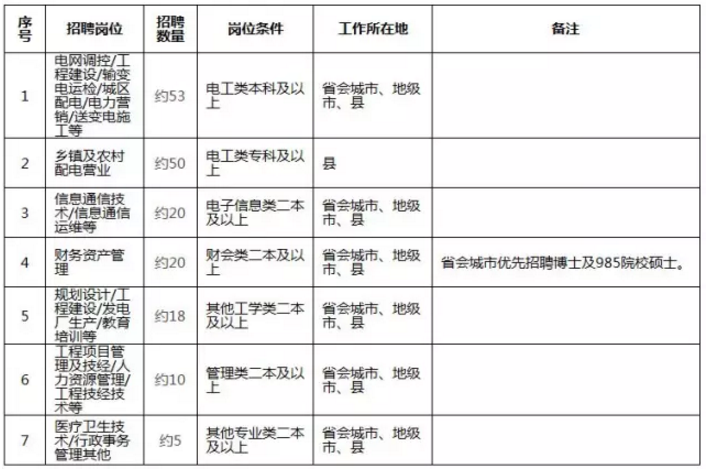 序号 招聘岗位 招聘数量 岗位条件 工作所在地 备注
1 电网调控/工程建设/输变电运检/城区配电/电力营销/送变电施工等 约53 电工类本科及以上 省会城市、地级市、县
2 乡镇及农村配电营业 约50 电工类专科及以上 县
3 信息通信技术/信息通信运维等 约20 电子信息类二本及以上 省会城市、地级市、县
4 财务资产管理 约20 财会类二本及以上 省会城市、地级市、县 省会城市优先招聘博士及985院校硕士。
5 规划设计/工程建设/发电厂生产/教育培训等 约18 其他工学类二本及以上 省会城市、地级市、县
6 工程项目管理及技经/人力资源管理/工程技经技术等 约10 管理类二本及以上 省会城市、地级市、县
7 医疗卫生技术/行政事务管理其他 约5 其他专业类二本及以上 省会城市、地级市、县